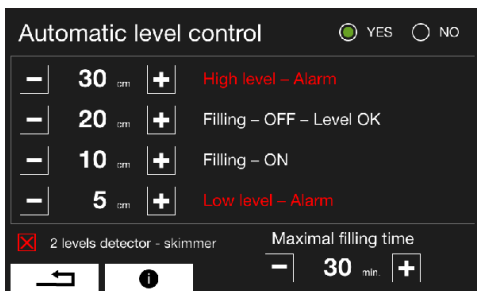 Automatic level control YES NO
− 30 cm + High level – Alarm
− 20 cm + Filling – OFF – Level OK
− 10 cm + Filling – ON
− 5 cm + Low level – Alarm
2 levels detector - skimmer
Maximal filling time
− 30 min. +